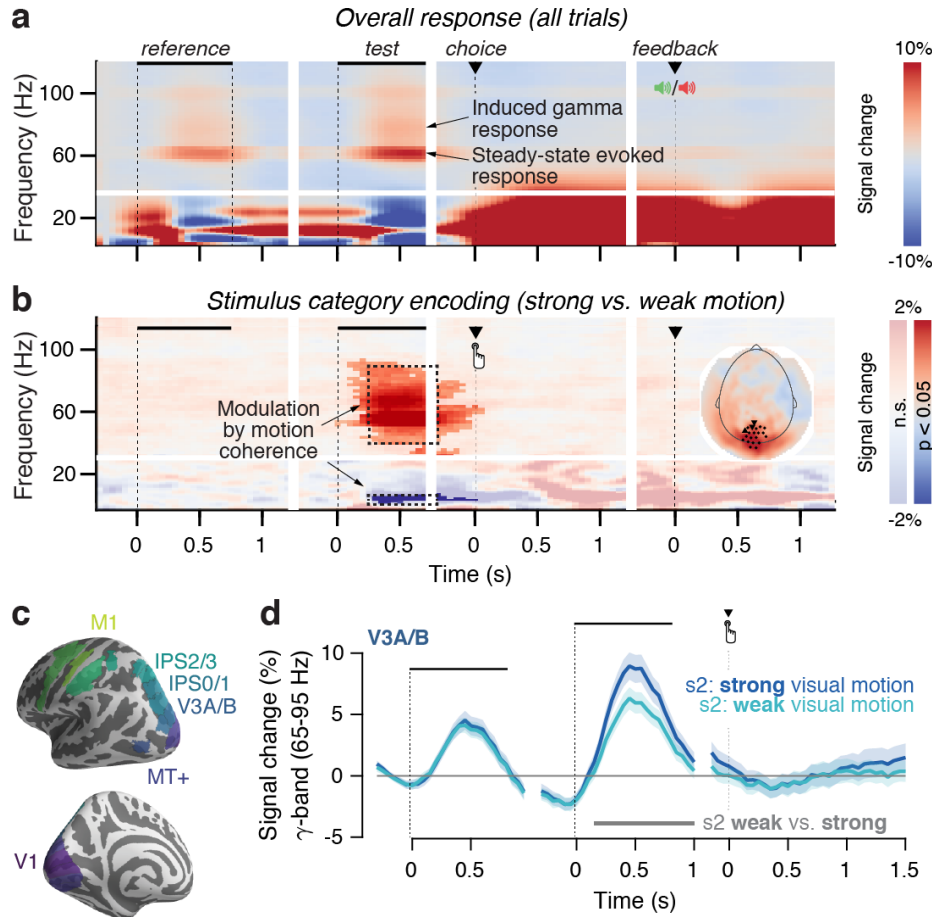 a
Overall response (all trials)
reference
test
choice
feedback
Frequency (Hz)
100
60
20
Induced gamma
response
Steady-state evoked
response
/
10%
Signal change
-10%
b
Stimulus category encoding (strong vs. weak motion)
Frequency (Hz)
100
60
20
Modulation
by motion
coherence
0 0.5 1 0 0.5 0 0.5 1 0 0.5 1
Time (s)
2%
Signal change
n.s.
p < 0.05
-2%
c
M1
IPS2/3
IPS0/1
V3A/B
MT+
V1
d
V3A/B
Signal change (%)
γ-band (65-95 Hz)
10
5
0
-5
s2: strong visual motion
s2: weak visual motion
s2 weak vs. strong
0 0.5 1 0 0.5 1 0 0.5 1 1.5
Time (s)